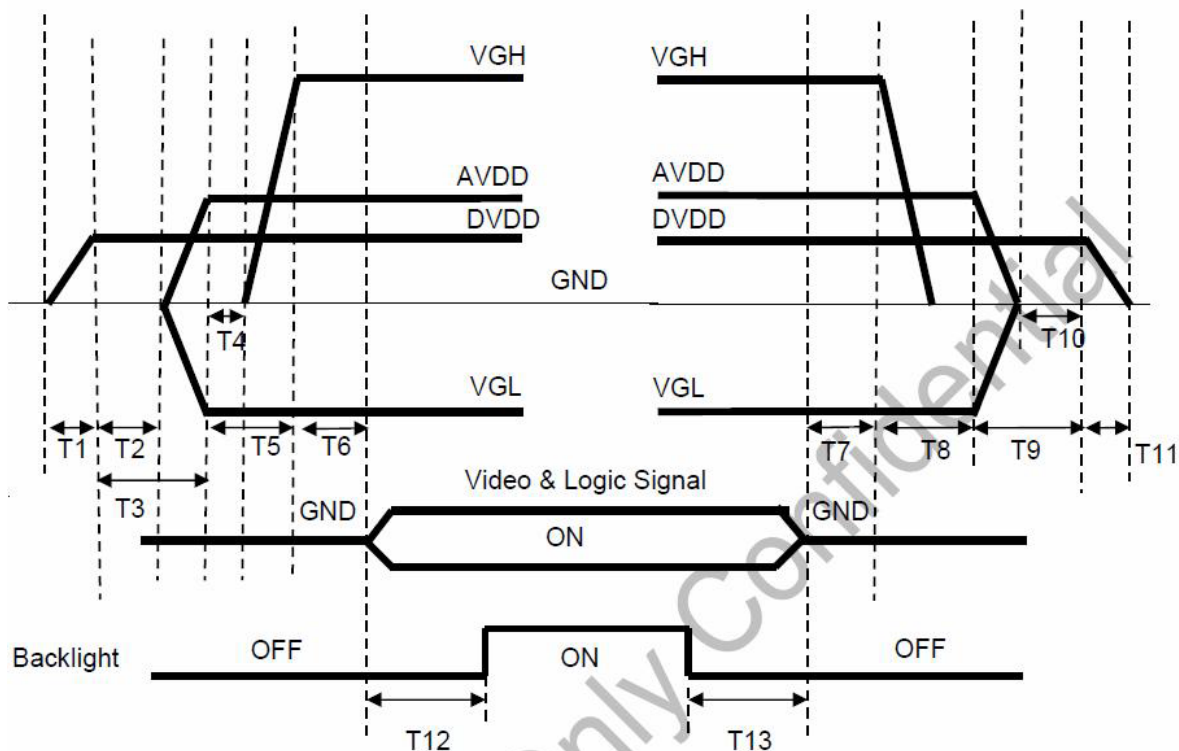 VGH VGH
AVDD AVDD
DVDD DVDD
GND
T4 T10
VGL VGL
T1 T2 T5 T6 T7 T8 T9 T11
T3
Video & Logic Signal
GND GND
ON
Backlight OFF ON OFF
T12 T13
only Confidential